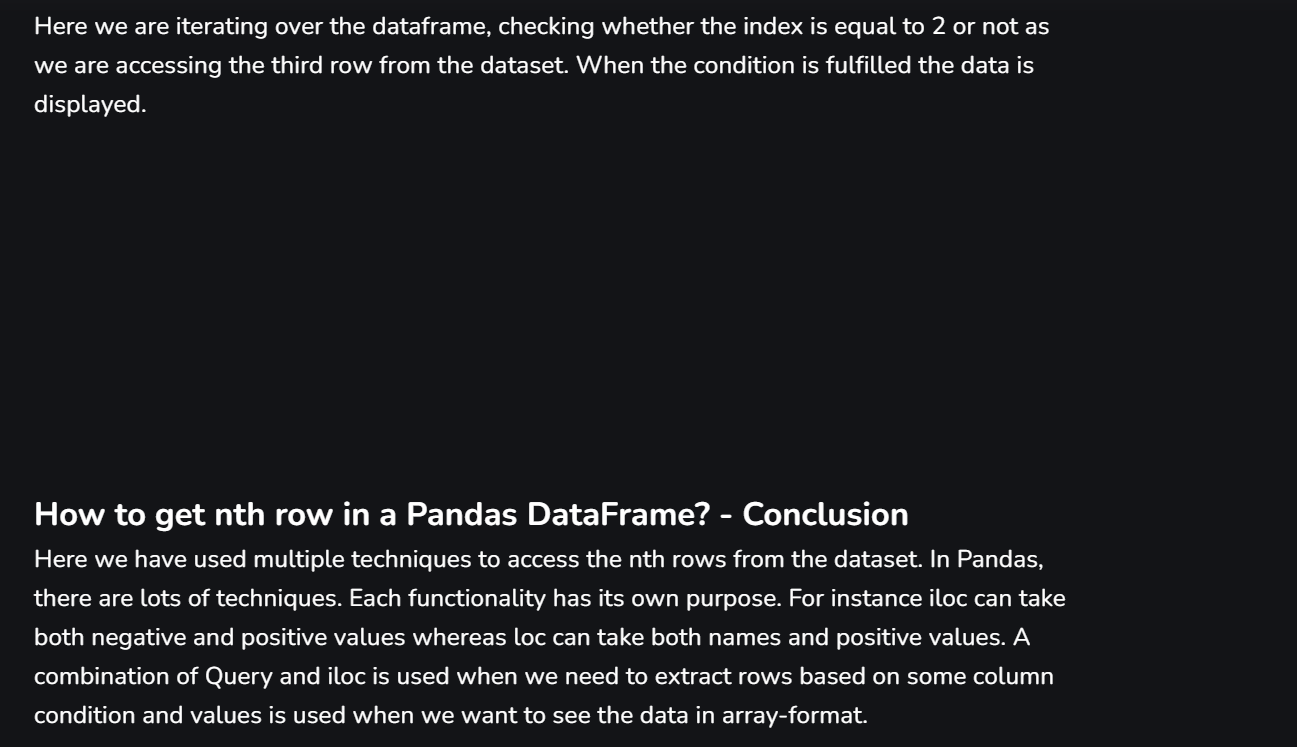 Here we are iterating over the dataframe, checking whether the index is equal to 2 or not as
we are accessing the third row from the dataset. When the condition is fulfilled the data is
displayed.
How to get nth row in a Pandas DataFrame? - Conclusion
Here we have used multiple techniques to access the nth rows from the dataset. In Pandas,
there are lots of techniques. Each functionality has its own purpose. For instance iloc can take
both negative and positive values whereas loc can take both names and positive values. A
combination of Query and iloc is used when we need to extract rows based on some column
condition and values is used when we want to see the data in array-format.